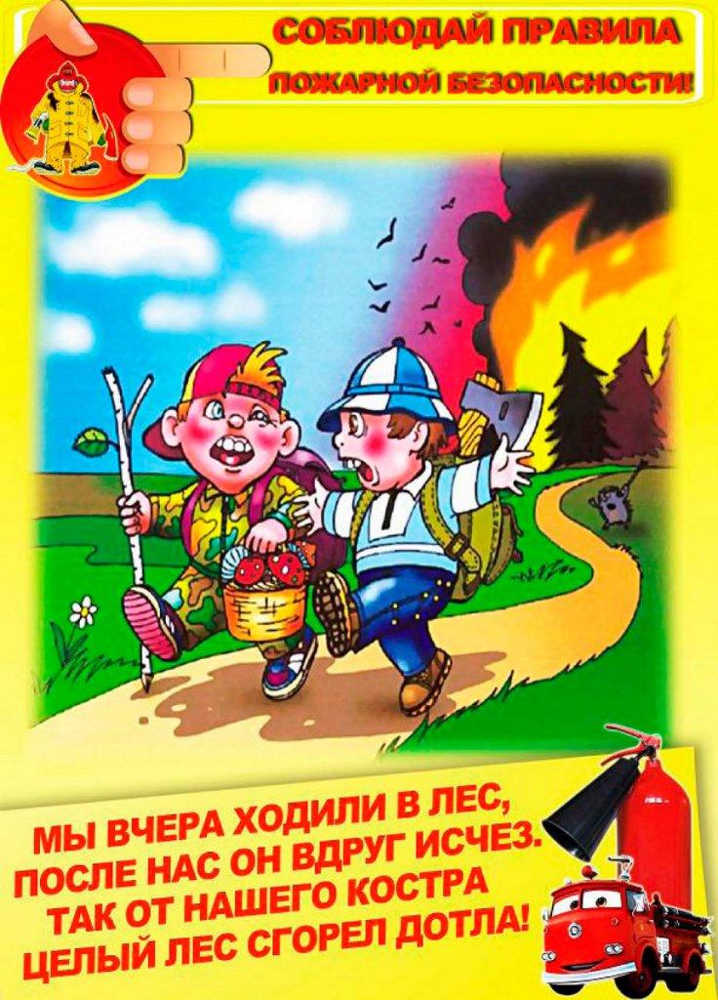 СОБЛЮДАЙ ПРАВИЛА
ПОЖАРНОЙ БЕЗОПАСНОСТИ!
МЫ ВЧЕРА ХОДИЛИ В ЛЕС,
ПОСЛЕ НАС ОН ВДРУГ ИСЧЕЗ.
ТАК ОТ НАШЕГО КОСТРА
ЦЕЛЫЙ ЛЕС СГОРЕЛ ДОТЛА!